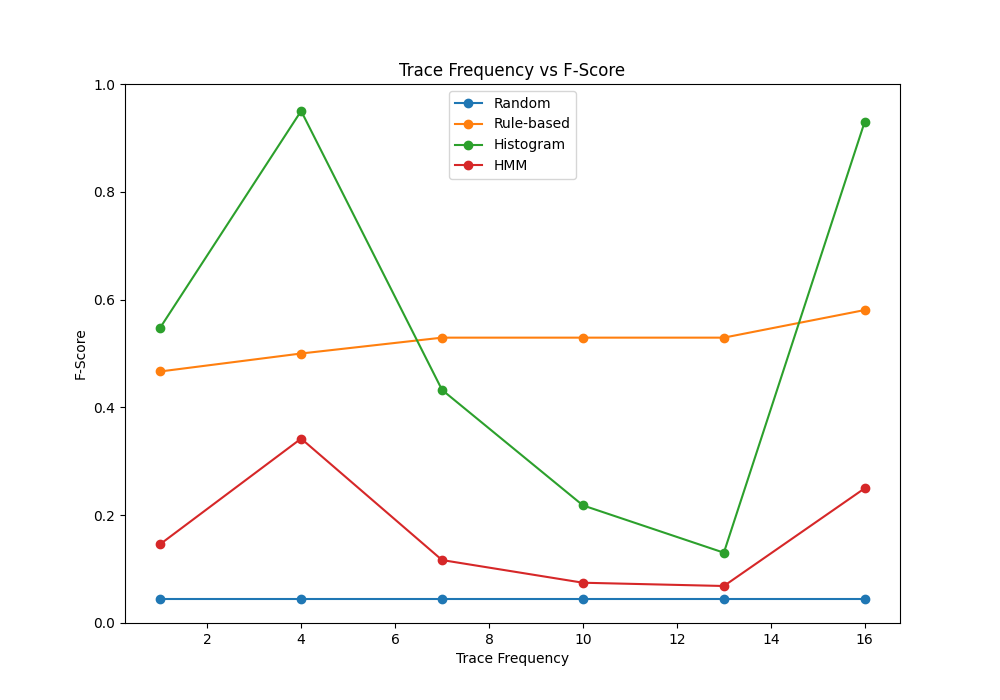 Trace Frequency vs F-Score
1.0
0.8
0.6
0.4
0.2
0.0
F-Score
Random
Rule-based
Histogram
HMM
2 4 6 8 10 12 14 16
Trace Frequency